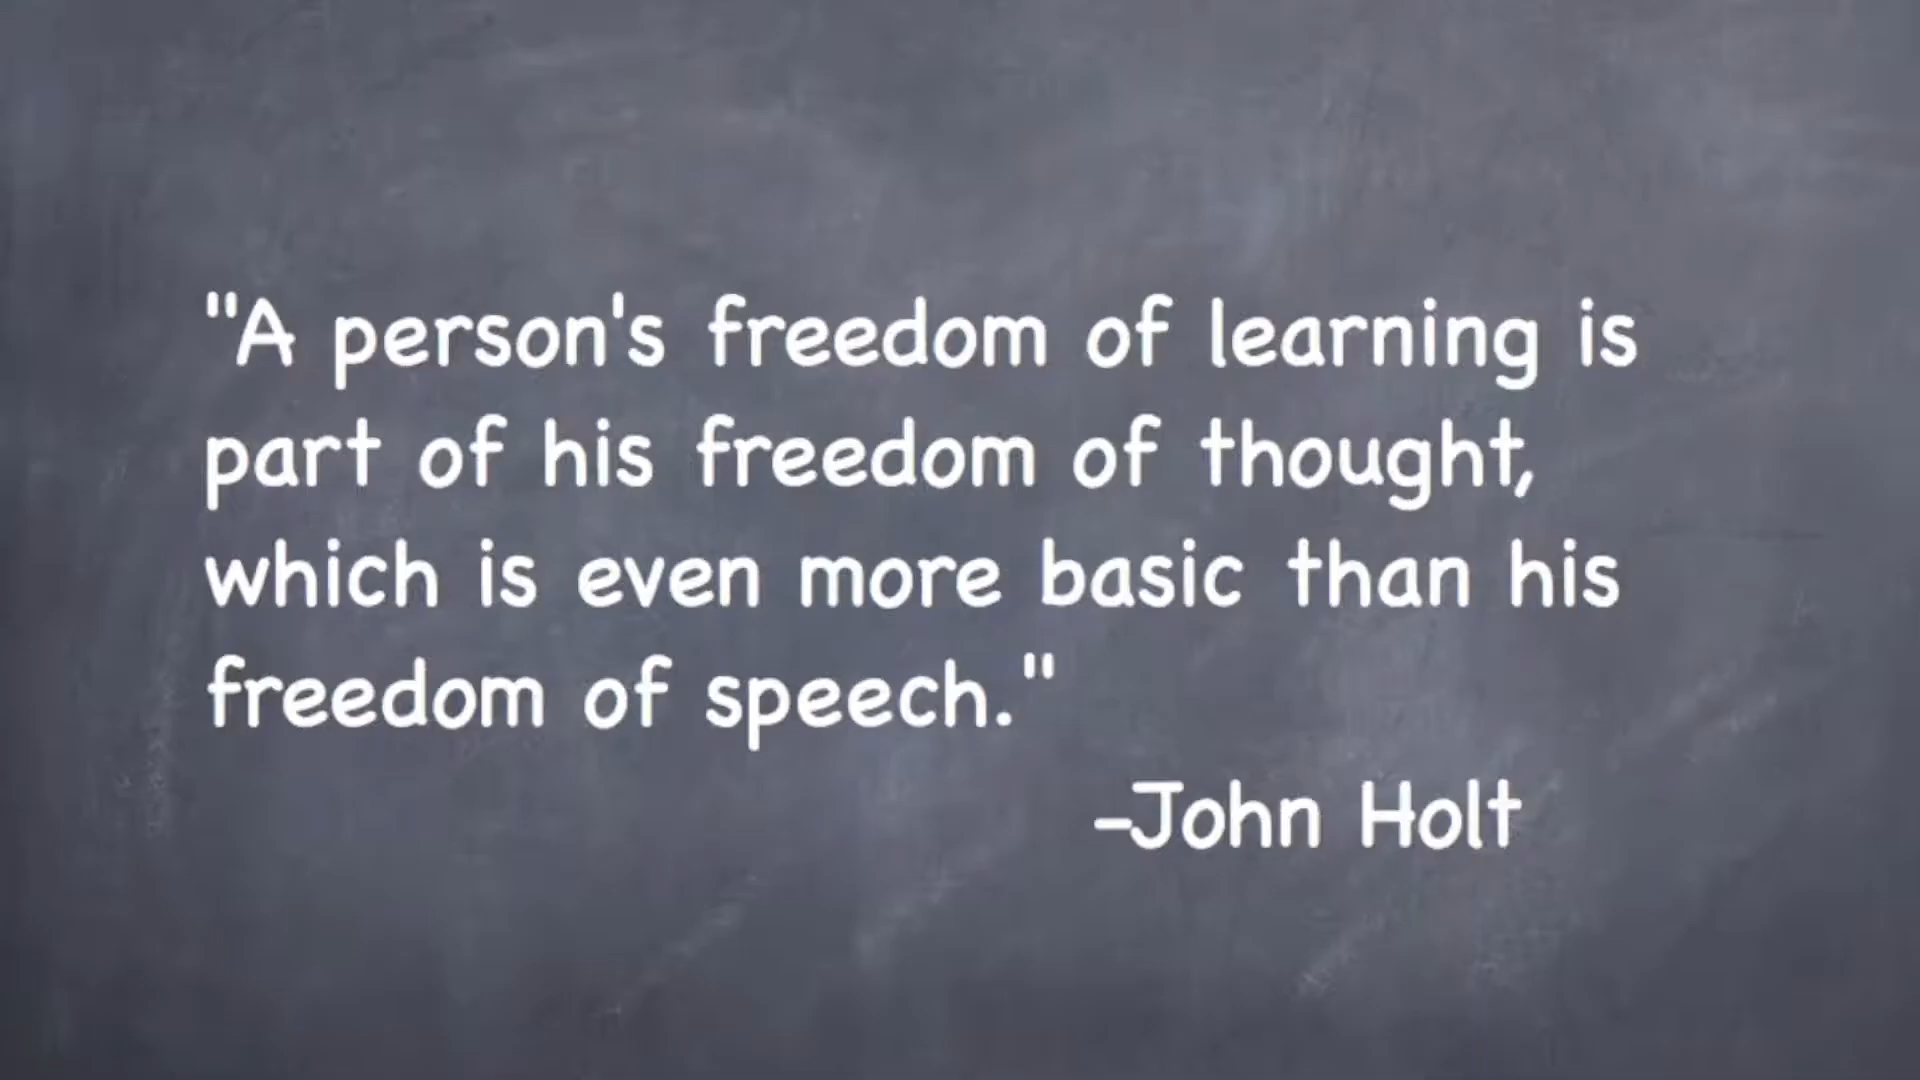 "A person's freedom of learning is
part of his freedom of thought,
which is even more basic than his
freedom of speech."
-John Holt